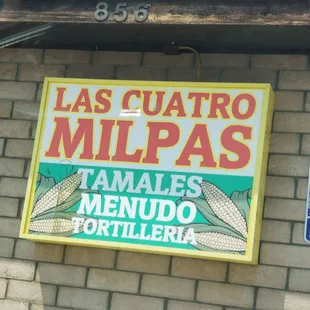 856
LAS CUATRO
MILPAS
TAMALES
MENUDO
TORTILLERIA